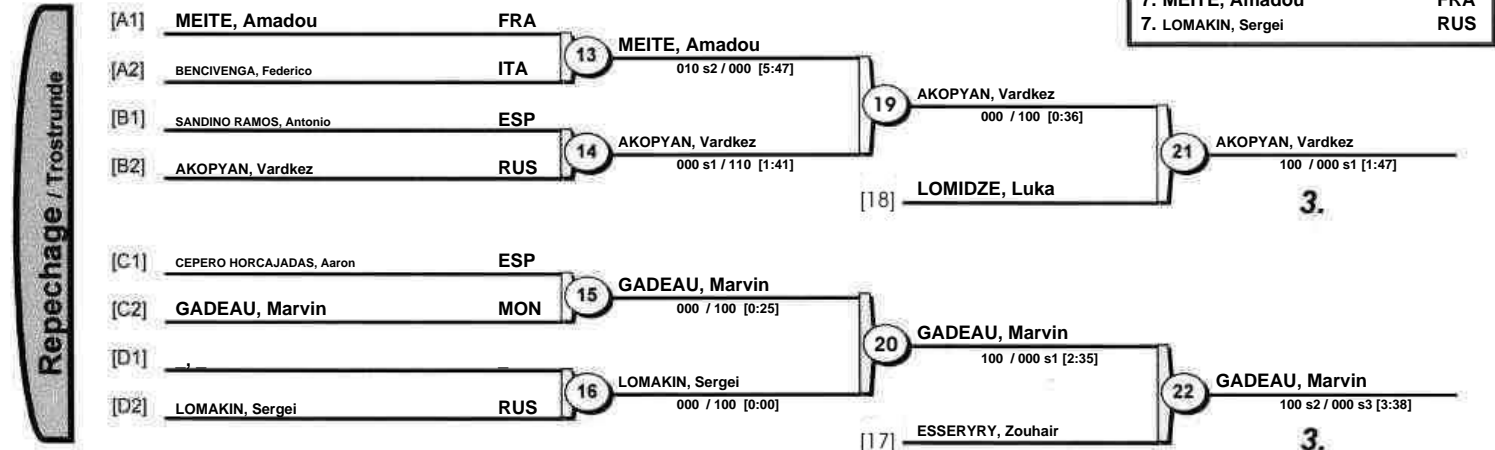 7. MEITE, Amadou FRA
7. LOMAKIN, Sergei RUS
Repechage / Trostrunde
[A1] MEITE, Amadou FRA
[A2] BENCIVENGA, Federico ITA
13 MEITE, Amadou
010 s2 / 000 [5:47]
[B1] SANDINO RAMOS, Antonio ESP
[B2] AKOPYAN, Vardkez RUS
14 AKOPYAN, Vardkez
000 s1 / 110 [1:41]
19 AKOPYAN, Vardkez
000 / 100 [0:36]
[18] LOMIDZE, Luka
21 AKOPYAN, Vardkez
100 / 000 s1 [1:47]
3.
[C1] CEPERO HORCAJADAS, Aaron ESP
[C2] GADEAU, Marvin MON
15 GADEAU, Marvin
000 / 100 [0:25]
[D1] _, _ _
[D2] LOMAKIN, Sergei RUS
16 LOMAKIN, Sergei
000 / 100 [0:00]
20 GADEAU, Marvin
100 / 000 s1 [2:35]
[17] ESSERYRY, Zouhair
22 GADEAU, Marvin
100 s2 / 000 s3 [3:38]
3.